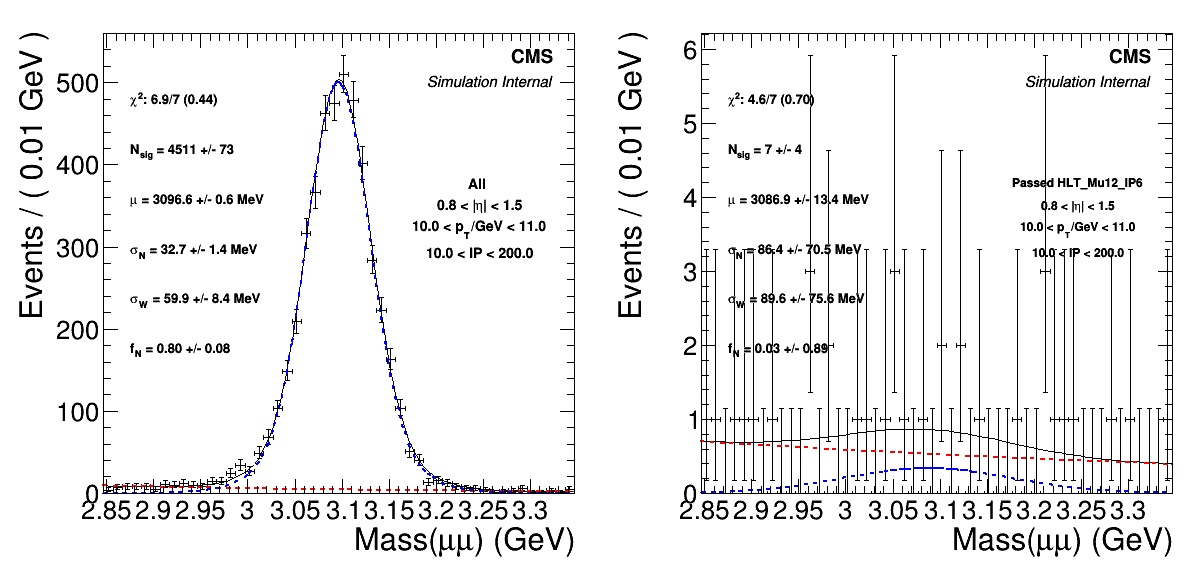 CMS
Simulation Internal
χ²: 6.9/7 (0.44)
N_sig = 4511 +/- 73
μ = 3096.6 +/- 0.6 MeV
σ_N = 32.7 +/- 1.4 MeV
σ_W = 59.9 +/- 8.4 MeV
f_N = 0.80 +/- 0.08
All
0.8 < |η| < 1.5
10.0 < p_T/GeV < 11.0
10.0 < IP < 200.0
Events / ( 0.01 GeV )
500
400
300
200
100
0
2.85 2.9 2.95 3 3.05 3.1 3.15 3.2 3.25 3.3
Mass(μμ) (GeV)
CMS
Simulation Internal
χ²: 4.6/7 (0.70)
N_sig = 7 +/- 4
μ = 3086.9 +/- 13.4 MeV
σ_N = 86.4 +/- 70.5 MeV
σ_W = 89.6 +/- 75.6 MeV
f_N = 0.03 +/- 0.89
Passed HLT_Mu12_IP6
0.8 < |η| < 1.5
10.0 < p_T/GeV < 11.0
10.0 < IP < 200.0
Events / ( 0.01 GeV )
6
5
4
3
2
1
0
2.85 2.9 2.95 3 3.05 3.1 3.15 3.2 3.25 3.3
Mass(μμ) (GeV)